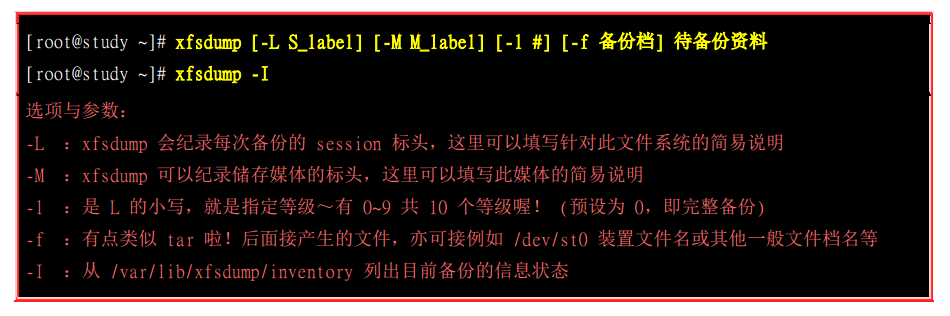 [root@study ~]# xfsdump [-L S_label] [-M M_label] [-l #] [-f 备份档] 待备份资料
[root@study ~]# xfsdump -I
选项与参数：
-L ：xfsdump 会纪录每次备份的 session 标头，这里可以填写针对此文件系统的简易说明
-M ：xfsdump 可以纪录储存媒体的标头，这里可以填写此媒体的简易说明
-l ：是 L 的小写，就是指定等级～有 0~9 共 10 个等级喔！ (预设为 0，即完整备份)
-f ：有点类似 tar 啦！后面接产生的文件，亦可接例如 /dev/st0 装置文件名或其他一般文件档名等
-I ：从 /var/lib/xfsdump/inventory 列出目前备份的信息状态